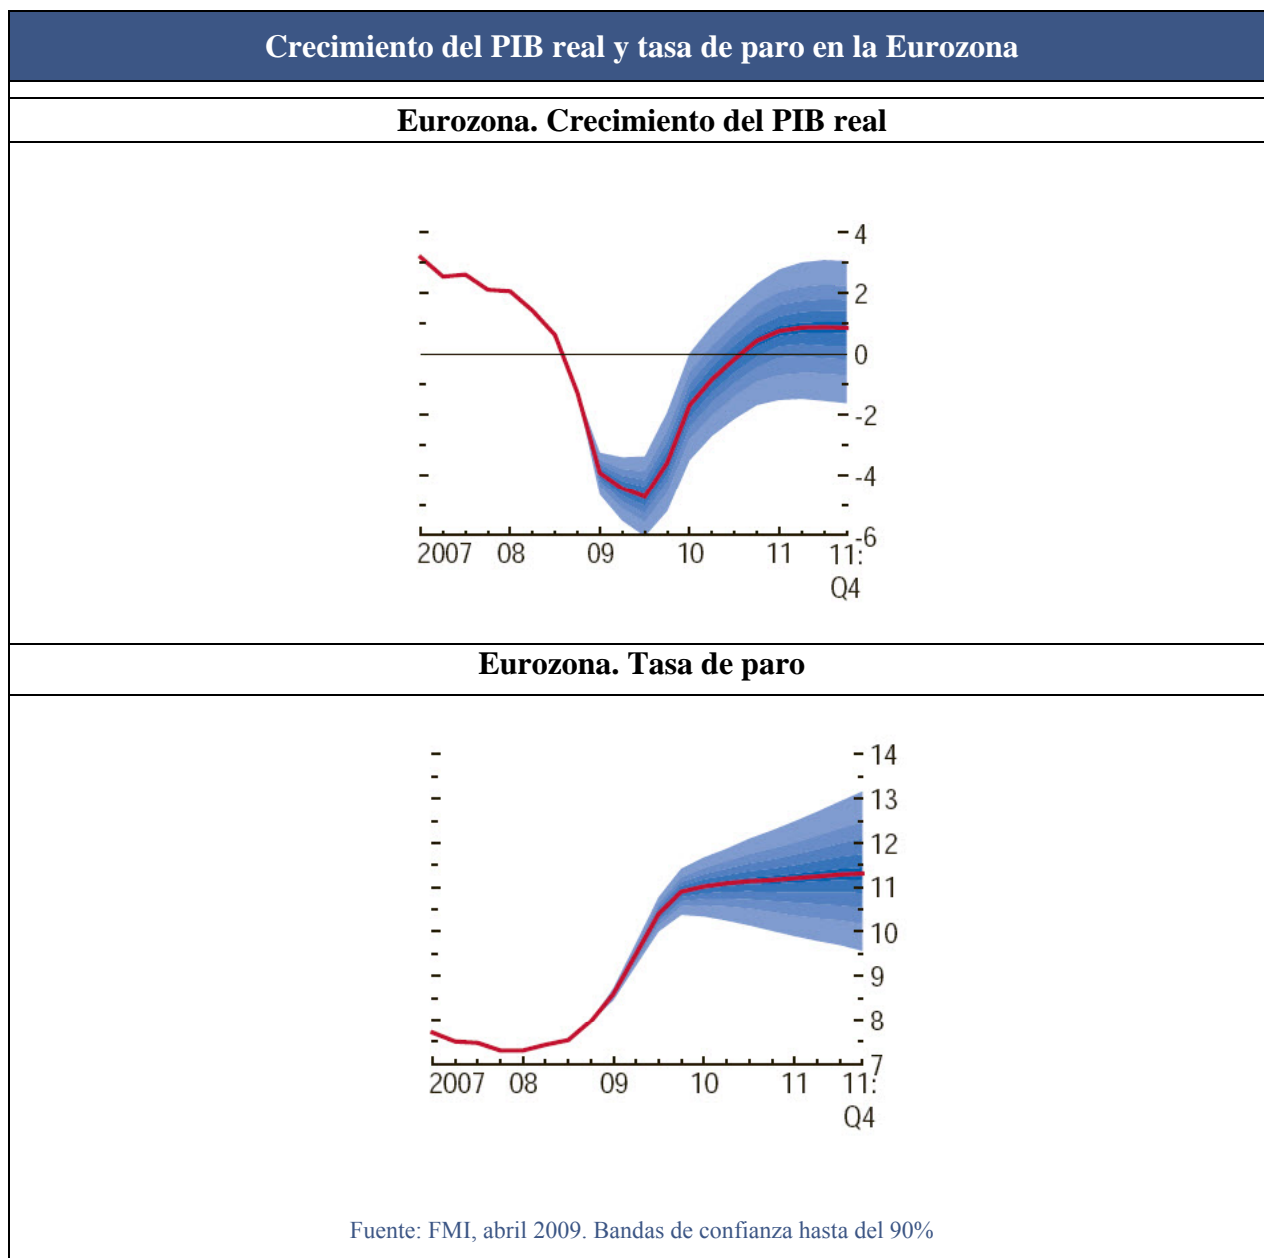 Crecimiento del PIB real y tasa de paro en la Eurozona
Eurozona. Crecimiento del PIB real
4
2
0
-2
-4
-6
2007 08 09 10 11 11:
Q4
Eurozona. Tasa de paro
14
13
12
11
10
9
8
7
2007 08 09 10 11 11:
Q4
Fuente: FMI, abril 2009. Bandas de confianza hasta del 90%